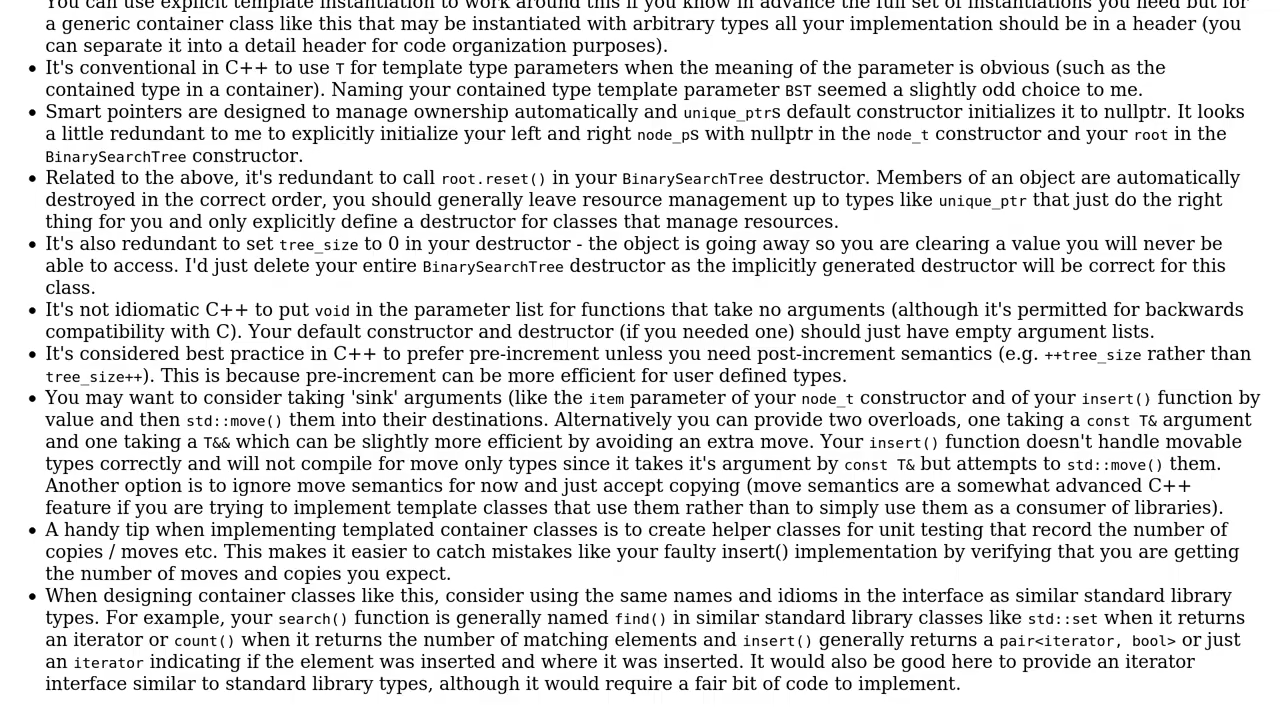 You can use explicit template instantiation to work around this if you know in advance the full set of instantiations you need but for
a generic container class like this that may be instantiated with arbitrary types all your implementation should be in a header (you
can separate it into a detail header for code organization purposes).
• It's conventional in C++ to use T for template type parameters when the meaning of the parameter is obvious (such as the
contained type in a container). Naming your contained type template parameter BST seemed a slightly odd choice to me.
• Smart pointers are designed to manage ownership automatically and unique_ptrs default constructor initializes it to nullptr. It looks
a little redundant to me to explicitly initialize your left and right node_ps with nullptr in the node_t constructor and your root in the
BinarySearchTree constructor.
• Related to the above, it's redundant to call root.reset() in your BinarySearchTree destructor. Members of an object are automatically
destroyed in the correct order, you should generally leave resource management up to types like unique_ptr that just do the right
thing for you and only explicitly define a destructor for classes that manage resources.
• It's also redundant to set tree_size to 0 in your destructor - the object is going away so you are clearing a value you will never be
able to access. I'd just delete your entire BinarySearchTree destructor as the implicitly generated destructor will be correct for this
class.
• It's not idiomatic C++ to put void in the parameter list for functions that take no arguments (although it's permitted for backwards
compatibility with C). Your default constructor and destructor (if you needed one) should just have empty argument lists.
• It's considered best practice in C++ to prefer pre-increment unless you need post-increment semantics (e.g. ++tree_size rather than
tree_size++). This is because pre-increment can be more efficient for user defined types.
• You may want to consider taking 'sink' arguments (like the item parameter of your node_t constructor and of your insert() function by
value and then std::move() them into their destinations. Alternatively you can provide two overloads, one taking a const T& argument
and one taking a T&& which can be slightly more efficient by avoiding an extra move. Your insert() function doesn't handle movable
types correctly and will not compile for move only types since it takes it's argument by const T& but attempts to std::move() them.
Another option is to ignore move semantics for now and just accept copying (move semantics are a somewhat advanced C++
feature if you are trying to implement template classes that use them rather than to simply use them as a consumer of libraries).
• A handy tip when implementing templated container classes is to create helper classes for unit testing that record the number of
copies / moves etc. This makes it easier to catch mistakes like your faulty insert() implementation by verifying that you are getting
the number of moves and copies you expect.
• When designing container classes like this, consider using the same names and idioms in the interface as similar standard library
types. For example, your search() function is generally named find() in similar standard library classes like std::set when it returns
an iterator or count() when it returns the number of matching elements and insert() generally returns a pair<iterator, bool> or just
an iterator indicating if the element was inserted and where it was inserted. It would also be good here to provide an iterator
interface similar to standard library types, although it would require a fair bit of code to implement.